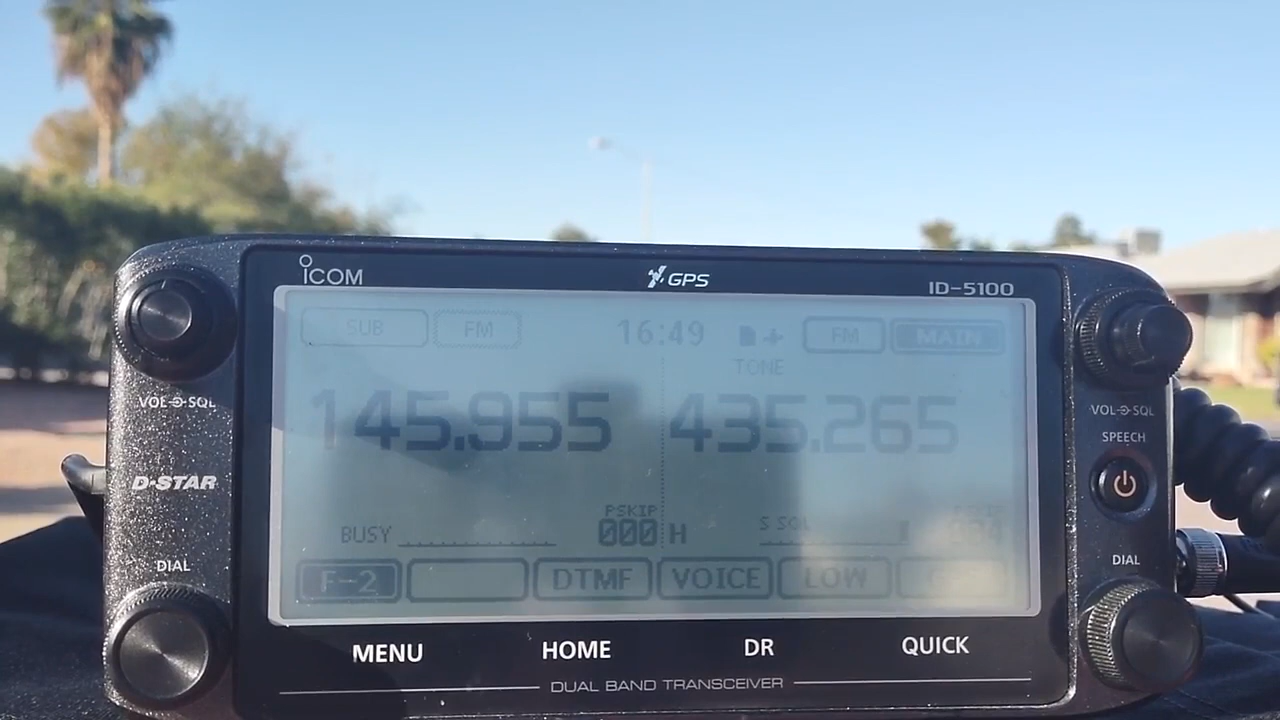 ICOM GPS ID-5100
SUB FM 16:49 FM MAIN
TONE
145.955 435.265
VOL SQL VOL SQL
SPEECH
D-STAR
PSKIP
BUSY 000 H S SQL
DIAL DIAL
F-2 DTMF VOICE LOW
MENU HOME DR QUICK
DUAL BAND TRANSCEIVER